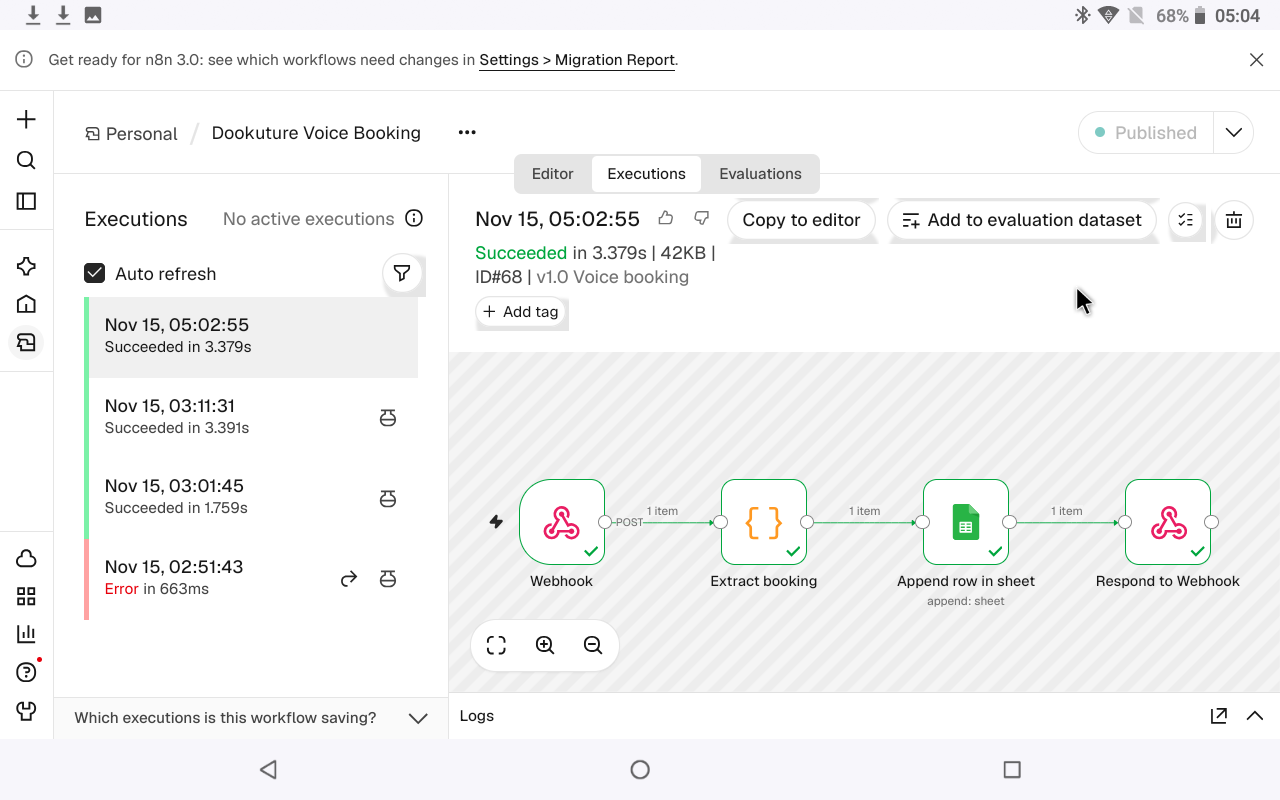 68% 05:04
Get ready for n8n 3.0: see which workflows need changes in Settings > Migration Report.
Personal / Dookuture Voice Booking
Published
Editor Executions Evaluations
Executions No active executions
Auto refresh
Nov 15, 05:02:55
Succeeded in 3.379s
Nov 15, 03:11:31
Succeeded in 3.391s
Nov 15, 03:01:45
Succeeded in 1.759s
Nov 15, 02:51:43
Error in 663ms
Which executions is this workflow saving?
Nov 15, 05:02:55 Copy to editor Add to evaluation dataset
Succeeded in 3.379s | 42KB |
ID#68 | v1.0 Voice booking
+ Add tag
POST 1 item 1 item 1 item
Webhook Extract booking Append row in sheet Respond to Webhook
append: sheet
Logs